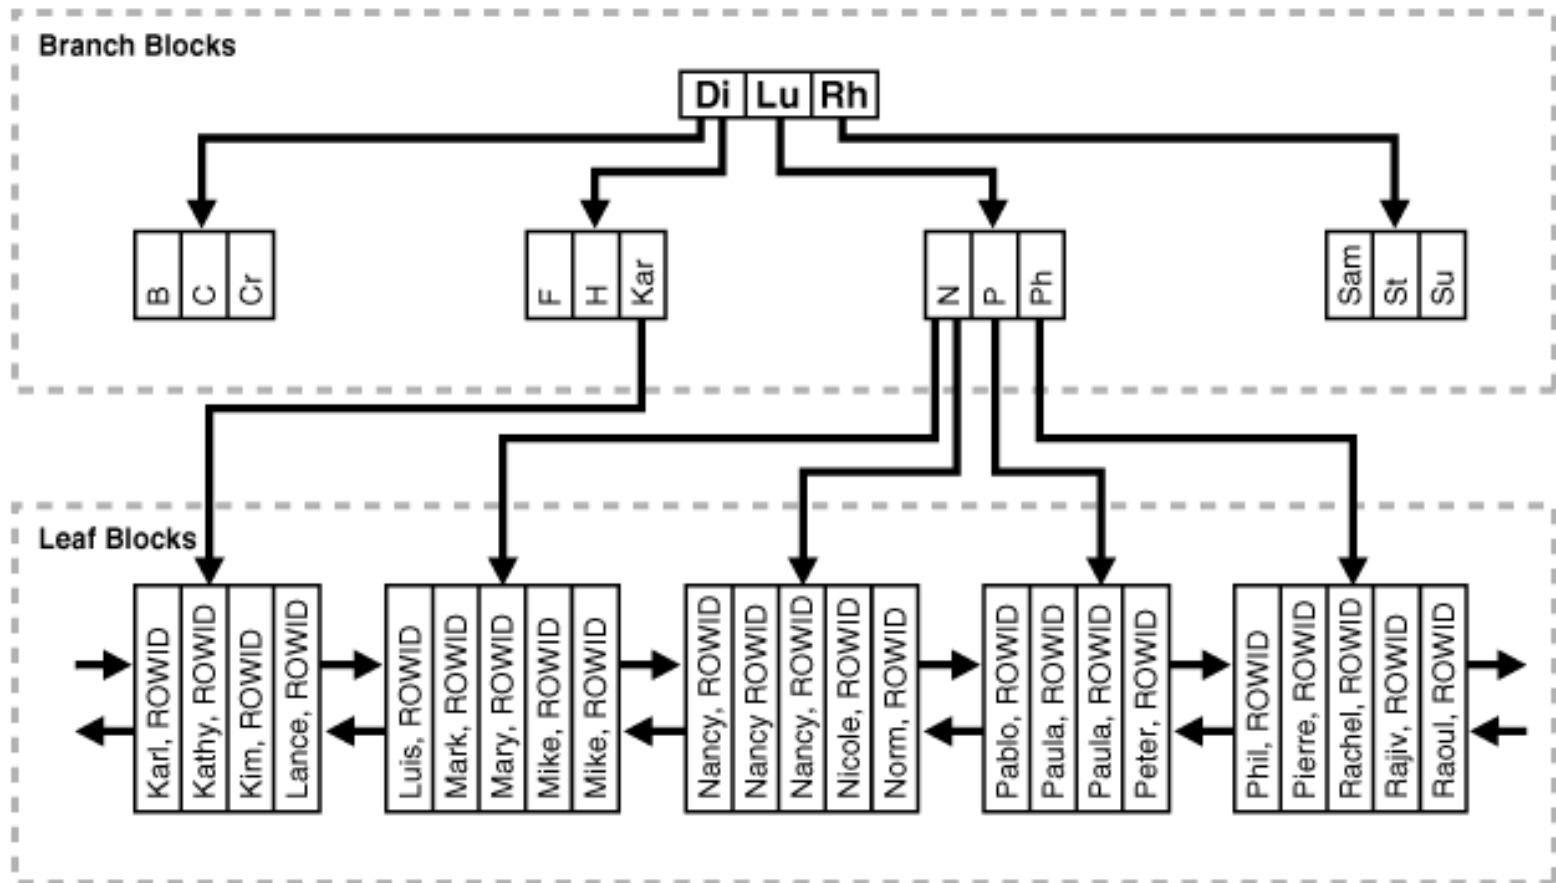 Branch Blocks
Di Lu Rh
B
C
Cr
F
H
Kar
N
P
Ph
Sam
St
Su
Leaf Blocks
Karl, ROWID
Kathy, ROWID
Kim, ROWID
Lance, ROWID
Luis, ROWID
Mark, ROWID
Mary, ROWID
Mike, ROWID
Mike, ROWID
Nancy, ROWID
Nancy ROWID
Nancy, ROWID
Nicole, ROWID
Norm, ROWID
Pablo, ROWID
Paula, ROWID
Paula, ROWID
Peter, ROWID
Phil, ROWID
Pierre, ROWID
Rachel, ROWID
Rajiv, ROWID
Raoul, ROWID